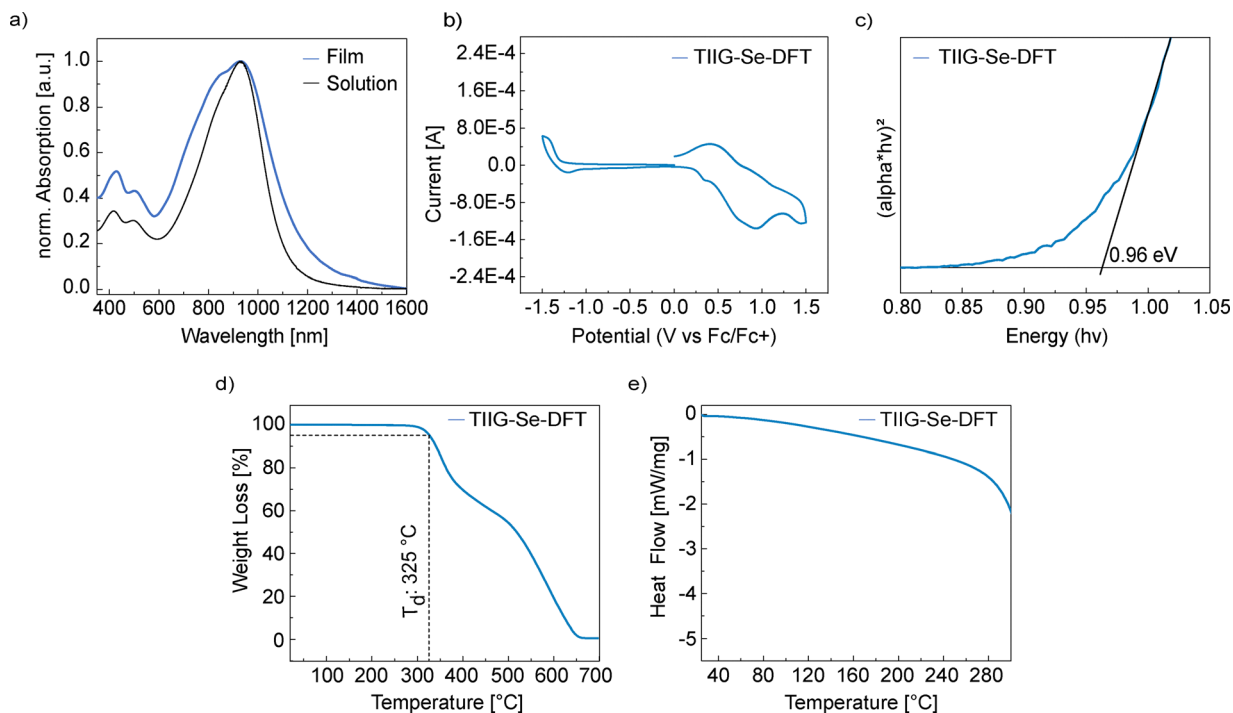 a)
norm. Absorption [a.u.]
1.0
0.8
0.6
0.4
0.2
0.0
400 600 800 1000 1200 1400 1600
Wavelength [nm]
Film
Solution
b)
Current [A]
2.4E-4
1.6E-4
8.0E-5
0.0
-8.0E-5
-1.6E-4
-2.4E-4
-1.5 -1.0 -0.5 0.0 0.5 1.0 1.5
Potential (V vs Fc/Fc+)
TIIG-Se-DFT
c)
(alpha*hv)²
TIIG-Se-DFT
0.96 eV
0.80 0.85 0.90 0.95 1.00 1.05
Energy (hv)
d)
Weight Loss [%]
100
80
60
40
20
0
TIIG-Se-DFT
Td: 325 °C
100 200 300 400 500 600 700
Temperature [°C]
e)
Heat Flow [mW/mg]
0
-1
-2
-3
-4
-5
TIIG-Se-DFT
40 80 120 160 200 240 280
Temperature [°C]